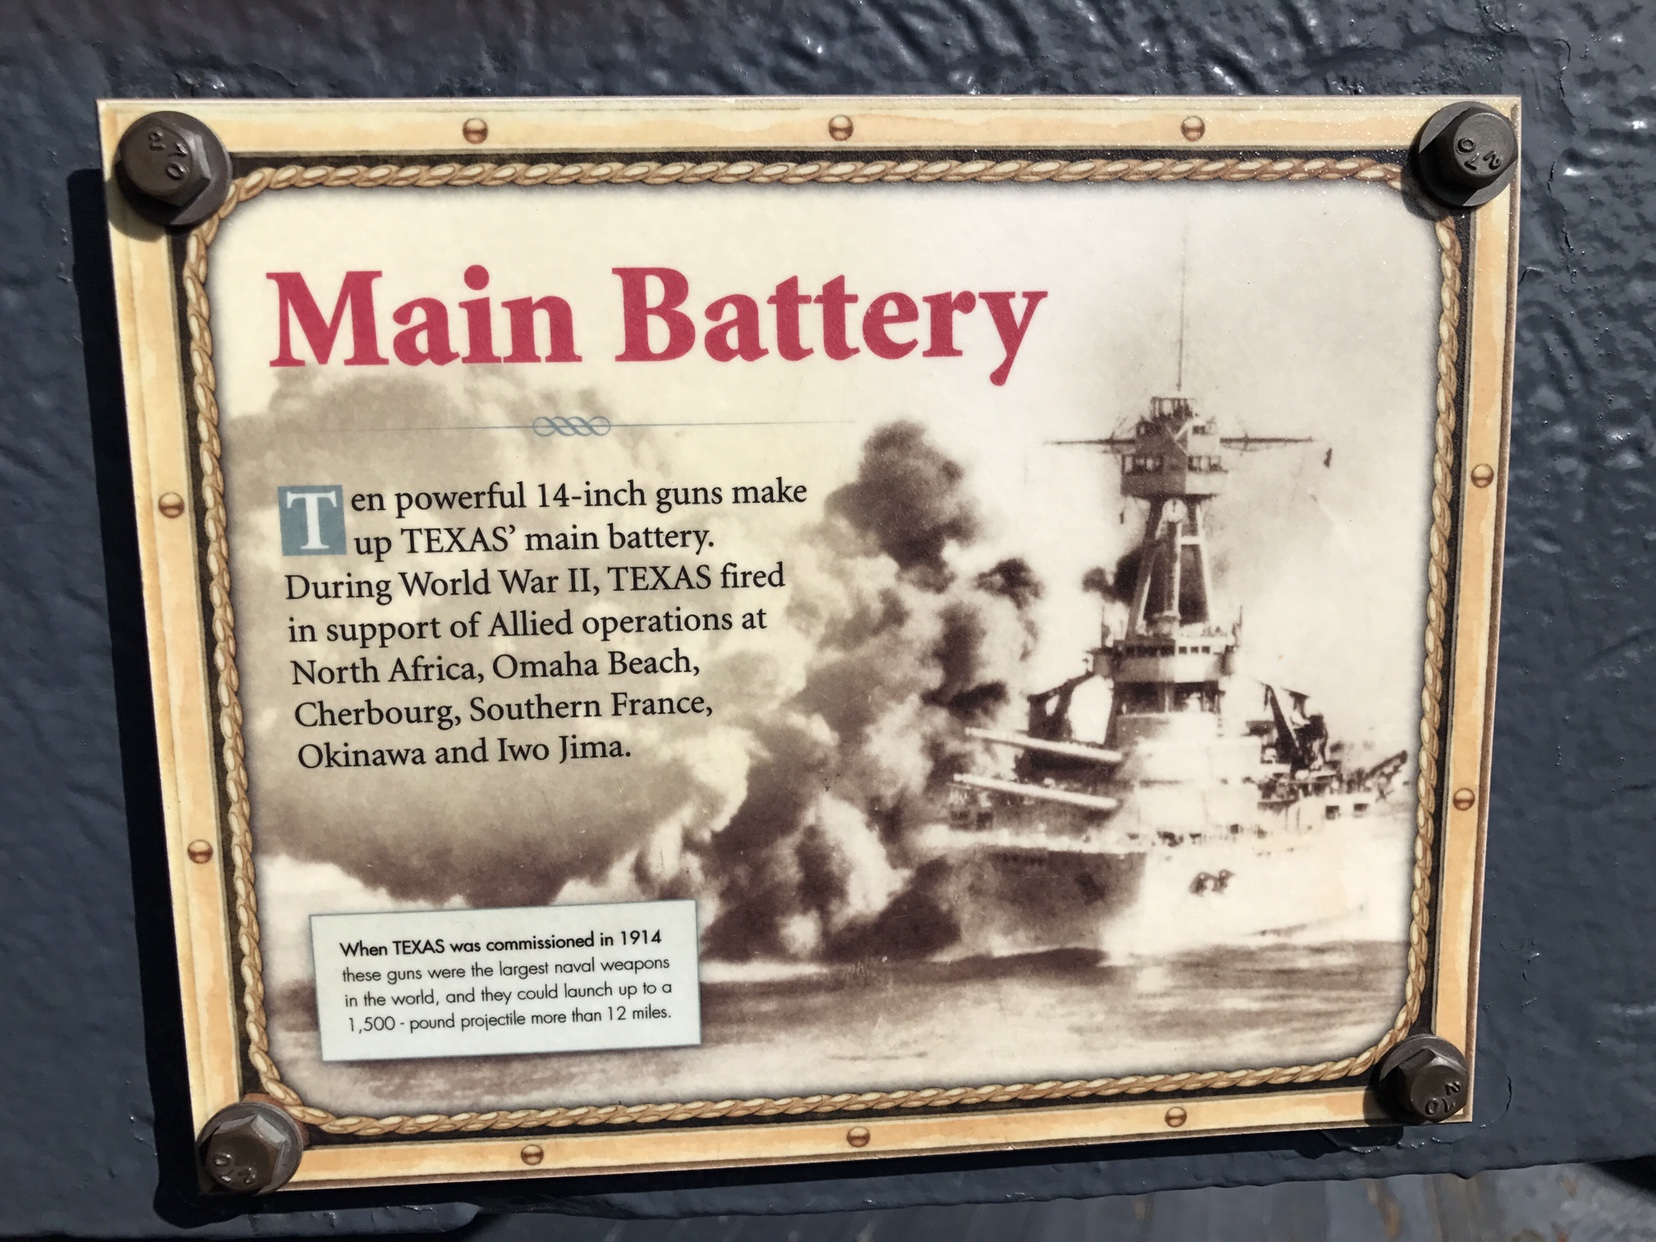 Main Battery
Ten powerful 14-inch guns make
up TEXAS’ main battery.
During World War II, TEXAS fired
in support of Allied operations at
North Africa, Omaha Beach,
Cherbourg, Southern France,
Okinawa and Iwo Jima.
When TEXAS was commissioned in 1914
these guns were the largest naval weapons
in the world, and they could launch up to a
1,500 - pound projectile more than 12 miles.